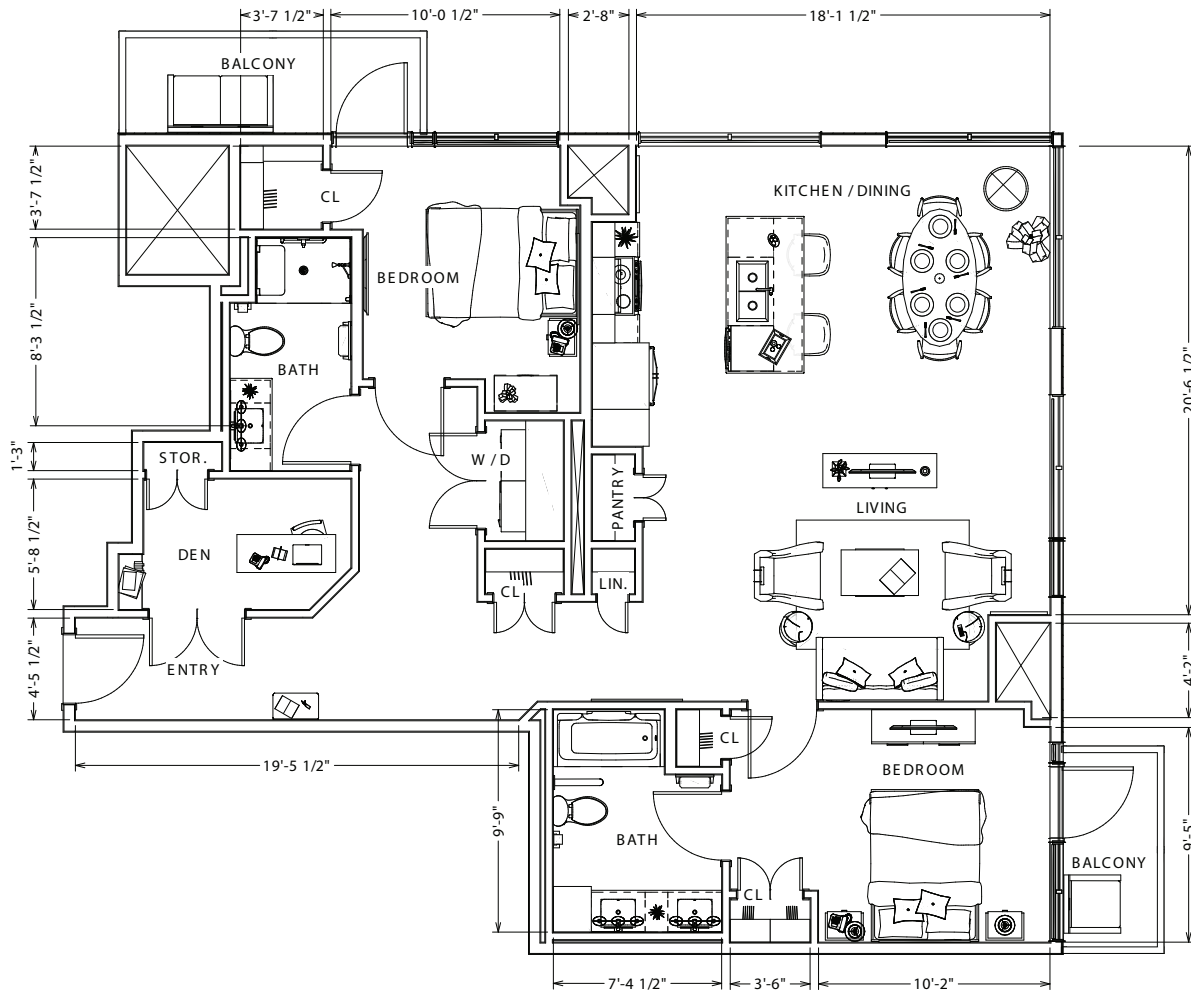 3'-7 1/2"
10'-0 1/2"
2'-8"
18'-1 1/2"
BALCONY
3'-7 1/2"
CL
KITCHEN / DINING
BEDROOM
8'-3 1/2"
BATH
20'-6 1/2"
1'-3"
STOR.
W / D
PANTRY
LIVING
5'-8 1/2"
DEN
CL
LIN.
4'-5 1/2"
ENTRY
4'-2"
CL
19'-5 1/2"
BEDROOM
9'-9"
BATH
9'-5"
BALCONY
CL
7'-4 1/2"
3'-6"
10'-2"